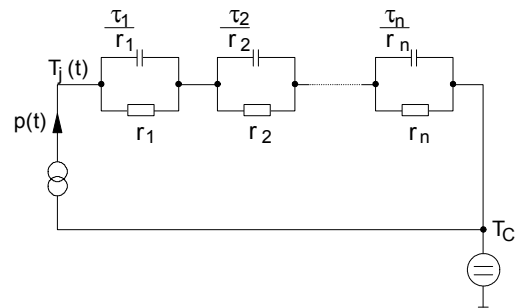 τ1 τ2 τn
r1 r2 rn
Tj(t)
r1 r2 rn
p(t)
TC